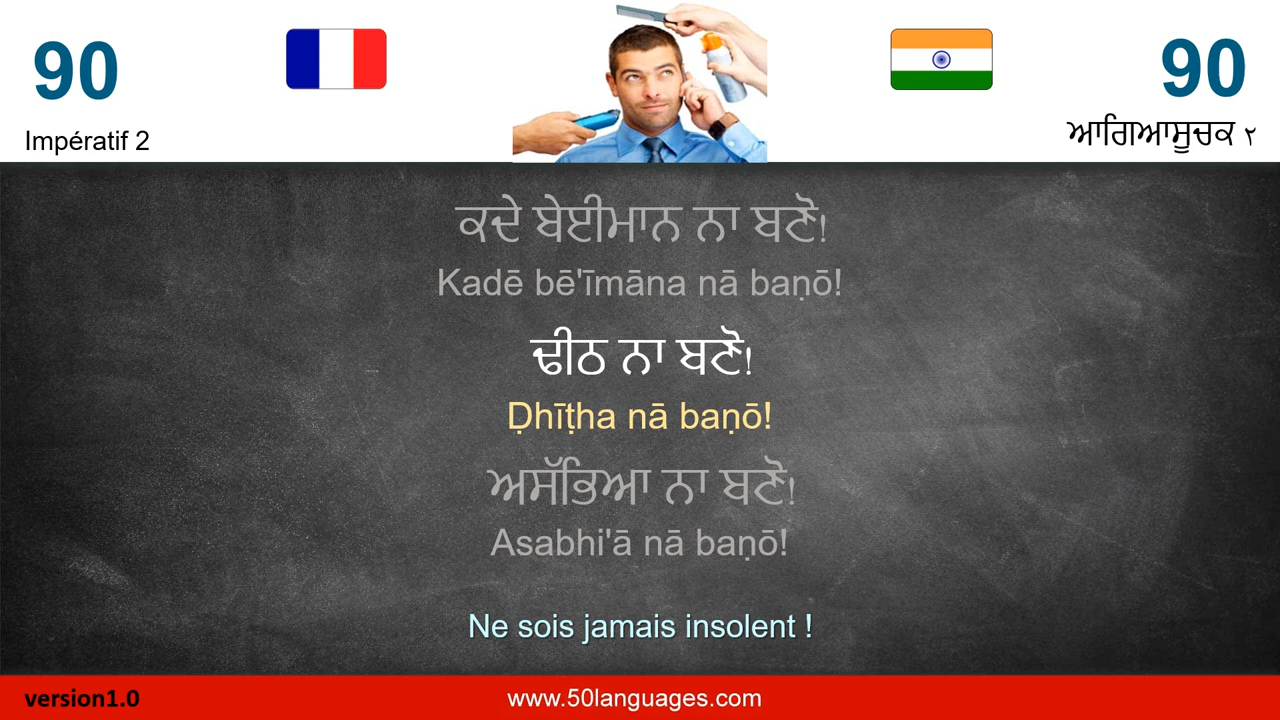 90
90
Impératif 2
ਆਗਿਆਸੂਚਕ ੨
ਕਦੇ ਬੇਈਮਾਨ ਨਾ ਬਣੋ!
Kadē bē'īmāna nā baṇō!
ਢੀਠ ਨਾ ਬਣੋ!
Ḍhīṭha nā baṇō!
ਅਸੱਭਿਆ ਨਾ ਬਣੋ!
Asabhi'ā nā baṇō!
Ne sois jamais insolent !
version1.0
www.50languages.com